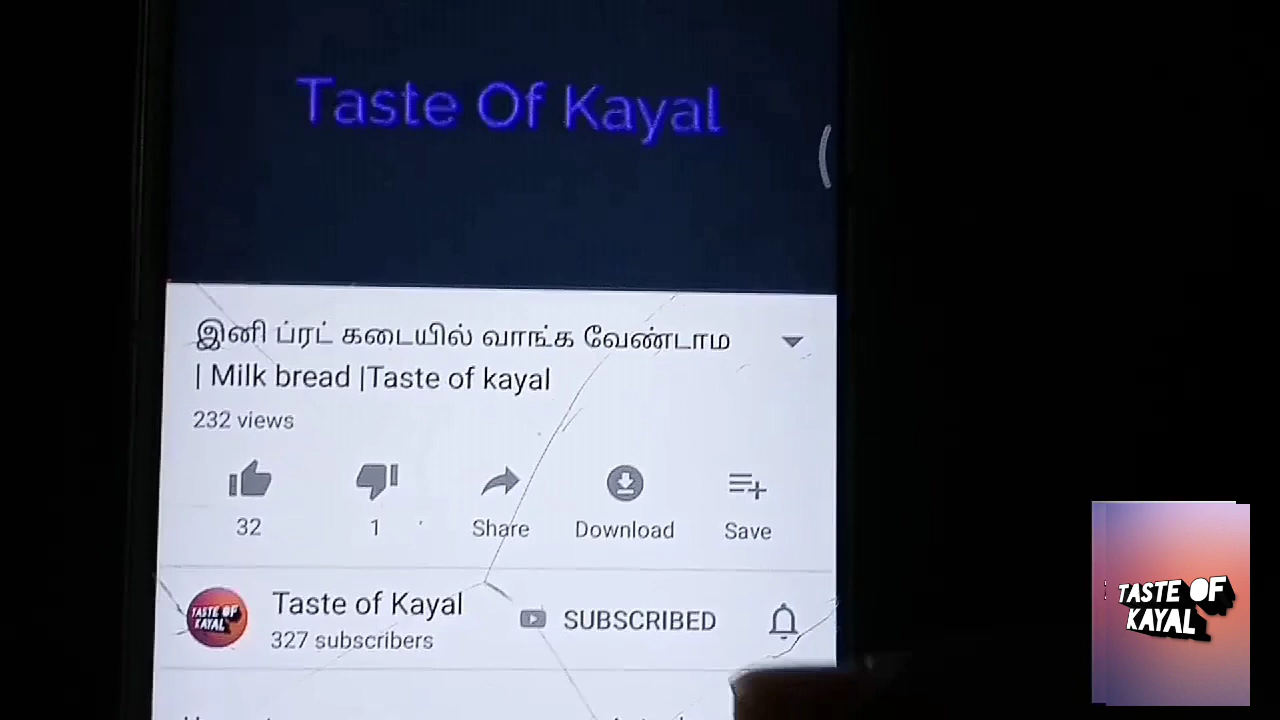 Taste Of Kayal
இனி ப்ரட் கடையில் வாங்க வேண்டாம
| Milk bread |Taste of kayal
232 views
32
1
Share
Download
Save
TASTE OF
KAYAL
Taste of Kayal
327 subscribers
SUBSCRIBED
TASTE OF
KAYAL